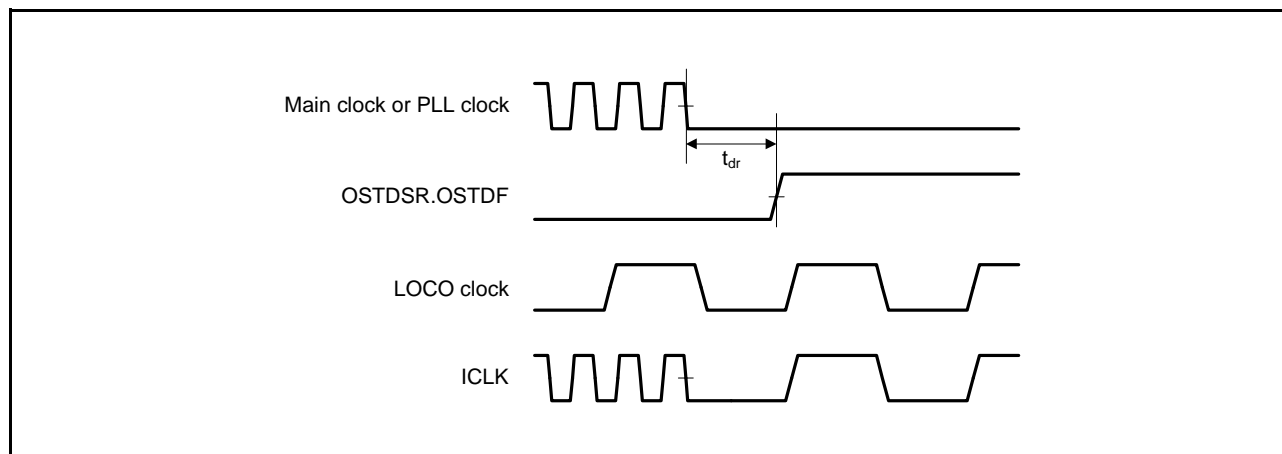 Main clock or PLL clock
tdr
OSTDSR.OSTDF
LOCO clock
ICLK